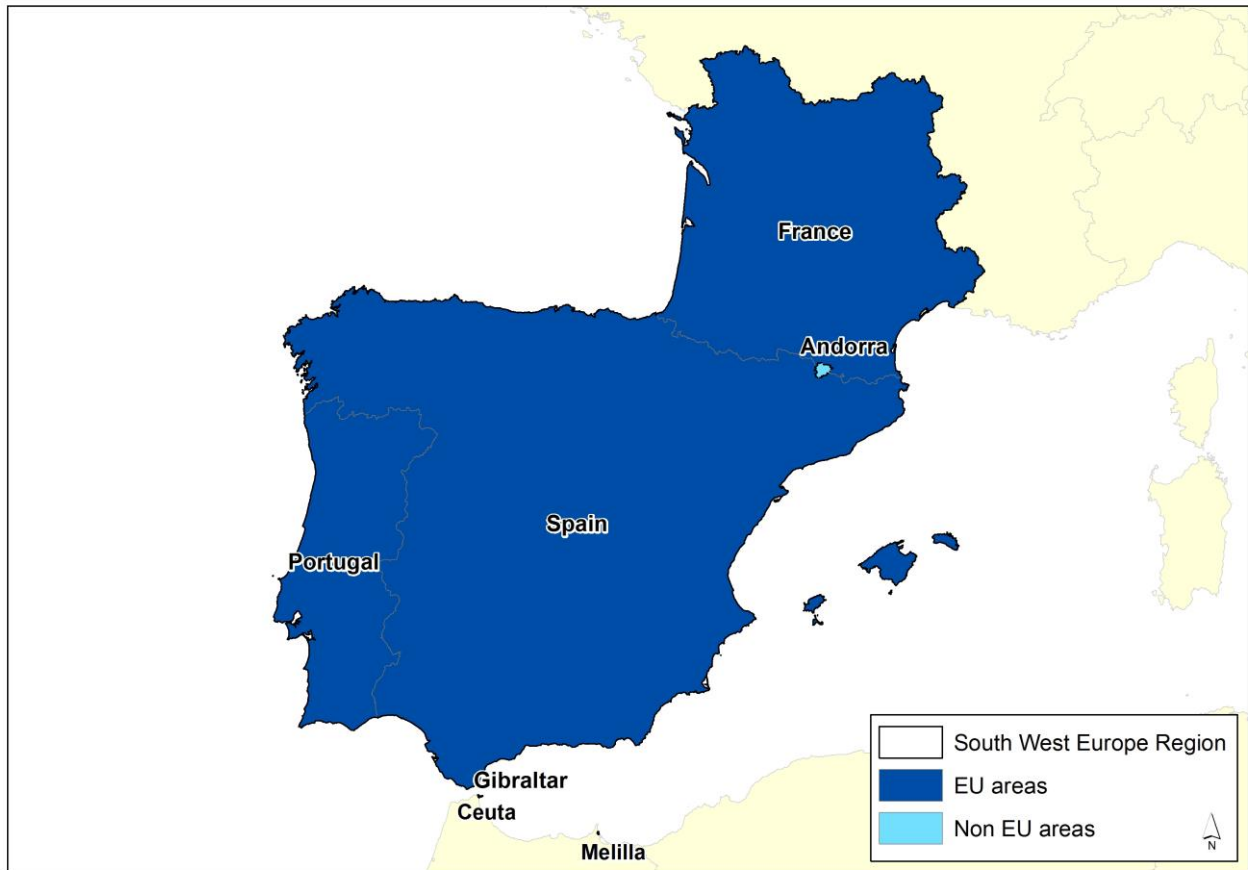 France
Andorra
Spain
Portugal
Gibraltar
Ceuta
Melilla
South West Europe Region
EU areas
Non EU areas
N